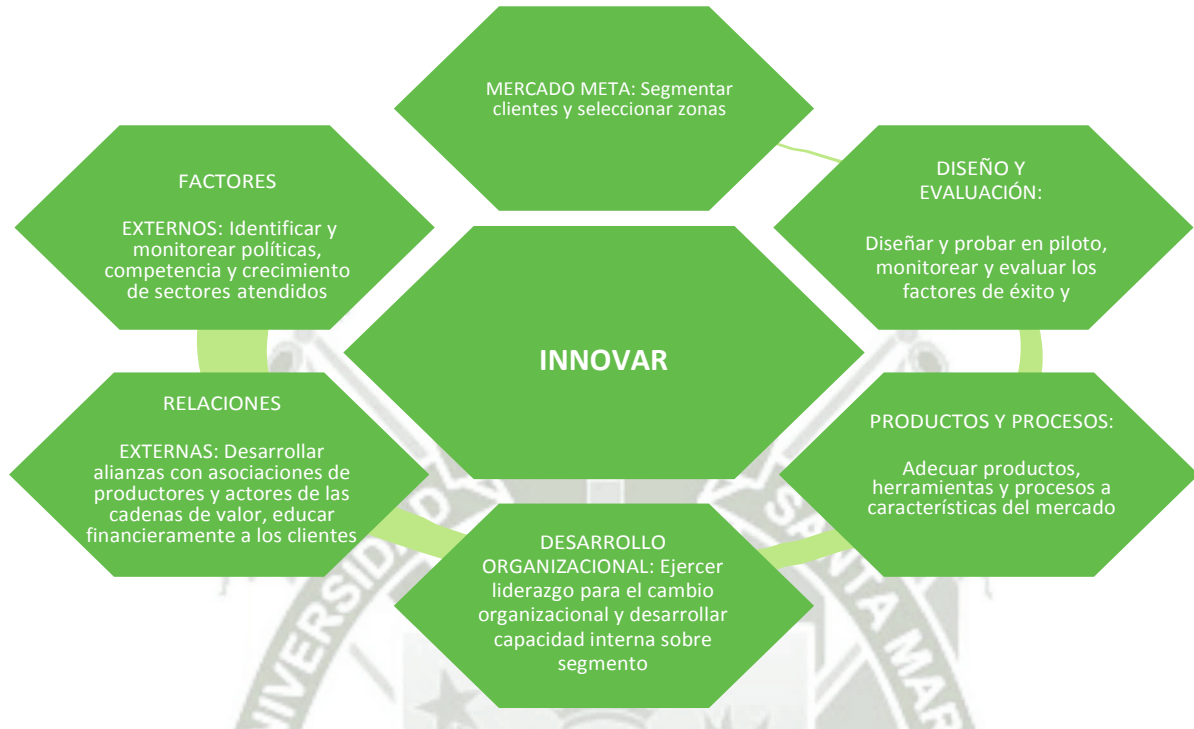 MERCADO META: Segmentar
clientes y seleccionar zonas
DISEÑO Y
EVALUACIÓN:
Diseñar y probar en piloto,
monitorear y evaluar los
factores de éxito y
PRODUCTOS Y PROCESOS:
Adecuar productos,
herramientas y procesos a
características del mercado
DESARROLLO
ORGANIZACIONAL: Ejercer
liderazgo para el cambio
organizacional y desarrollar
capacidad interna sobre
segmento
RELACIONES
EXTERNAS: Desarrollar
alianzas con asociaciones de
productores y actores de las
cadenas de valor, educar
financieramente a los clientes
FACTORES
EXTERNOS: Identificar y
monitorear políticas,
competencia y crecimiento
de sectores atendidos
INNOVAR
UNIVERSIDAD
SANTA MAR